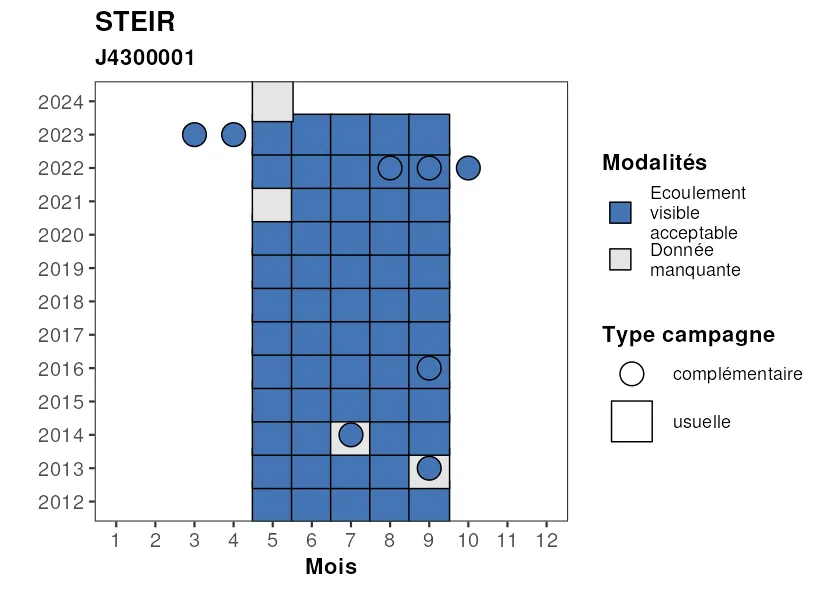 STEIR
J4300001
2024
2023
2022
2021
2020
2019
2018
2017
2016
2015
2014
2013
2012
1 2 3 4 5 6 7 8 9 10 11 12
Mois
Modalités
Ecoulement
visible
acceptable
Donnée
manquante
Type campagne
complémentaire
usuelle